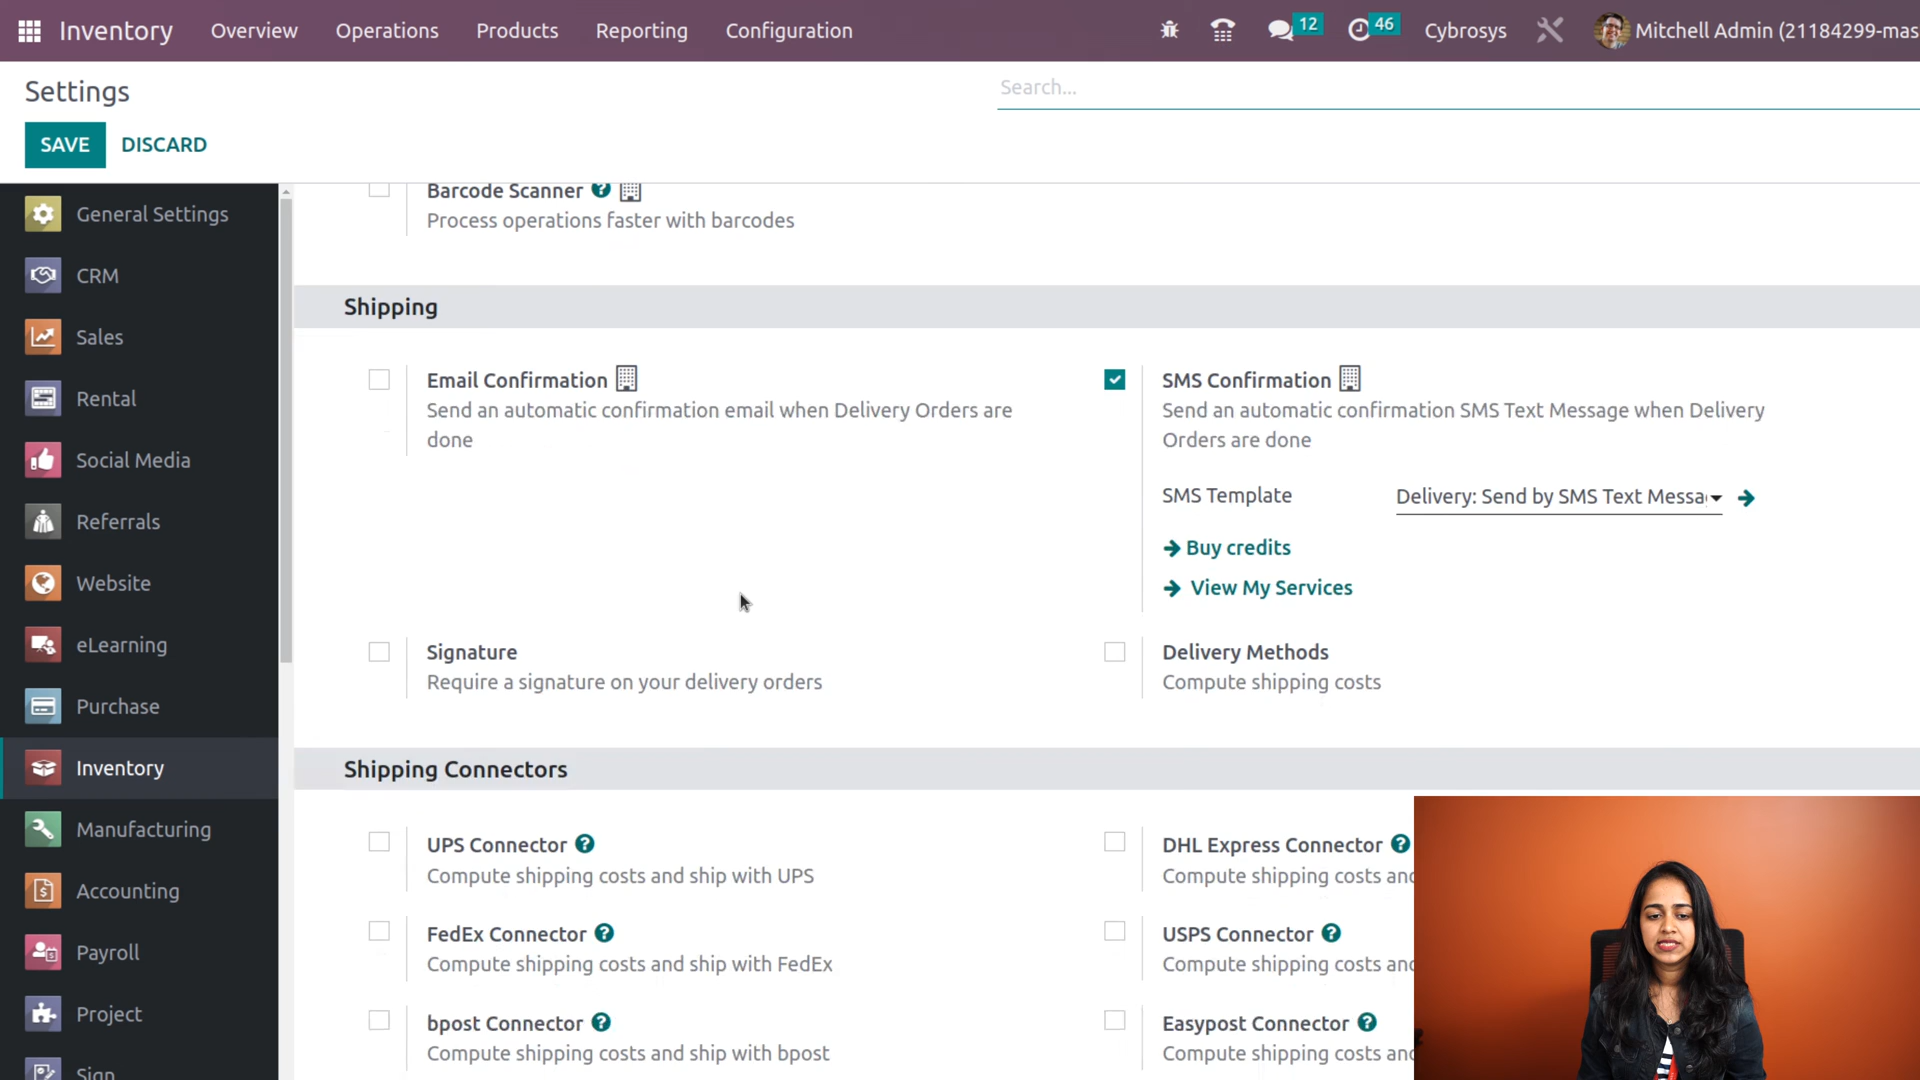 Inventory Overview Operations Products Reporting Configuration 12 46 Cybrosys Mitchell Admin (21184299-mas
Settings
Search...
SAVE DISCARD
General Settings
CRM
Sales
Rental
Social Media
Referrals
Website
eLearning
Purchase
Inventory
Manufacturing
Accounting
Payroll
Project
Sign
Barcode Scanner ?
Process operations faster with barcodes
Shipping
Email Confirmation
Send an automatic confirmation email when Delivery Orders are
done
SMS Confirmation
Send an automatic confirmation SMS Text Message when Delivery
Orders are done
SMS Template Delivery: Send by SMS Text Messa
Buy credits
View My Services
Signature
Require a signature on your delivery orders
Delivery Methods
Compute shipping costs
Shipping Connectors
UPS Connector ?
Compute shipping costs and ship with UPS
DHL Express Connector ?
Compute shipping costs and
FedEx Connector ?
Compute shipping costs and ship with FedEx
USPS Connector ?
Compute shipping costs and
bpost Connector ?
Compute shipping costs and ship with bpost
Easypost Connector ?
Compute shipping costs and